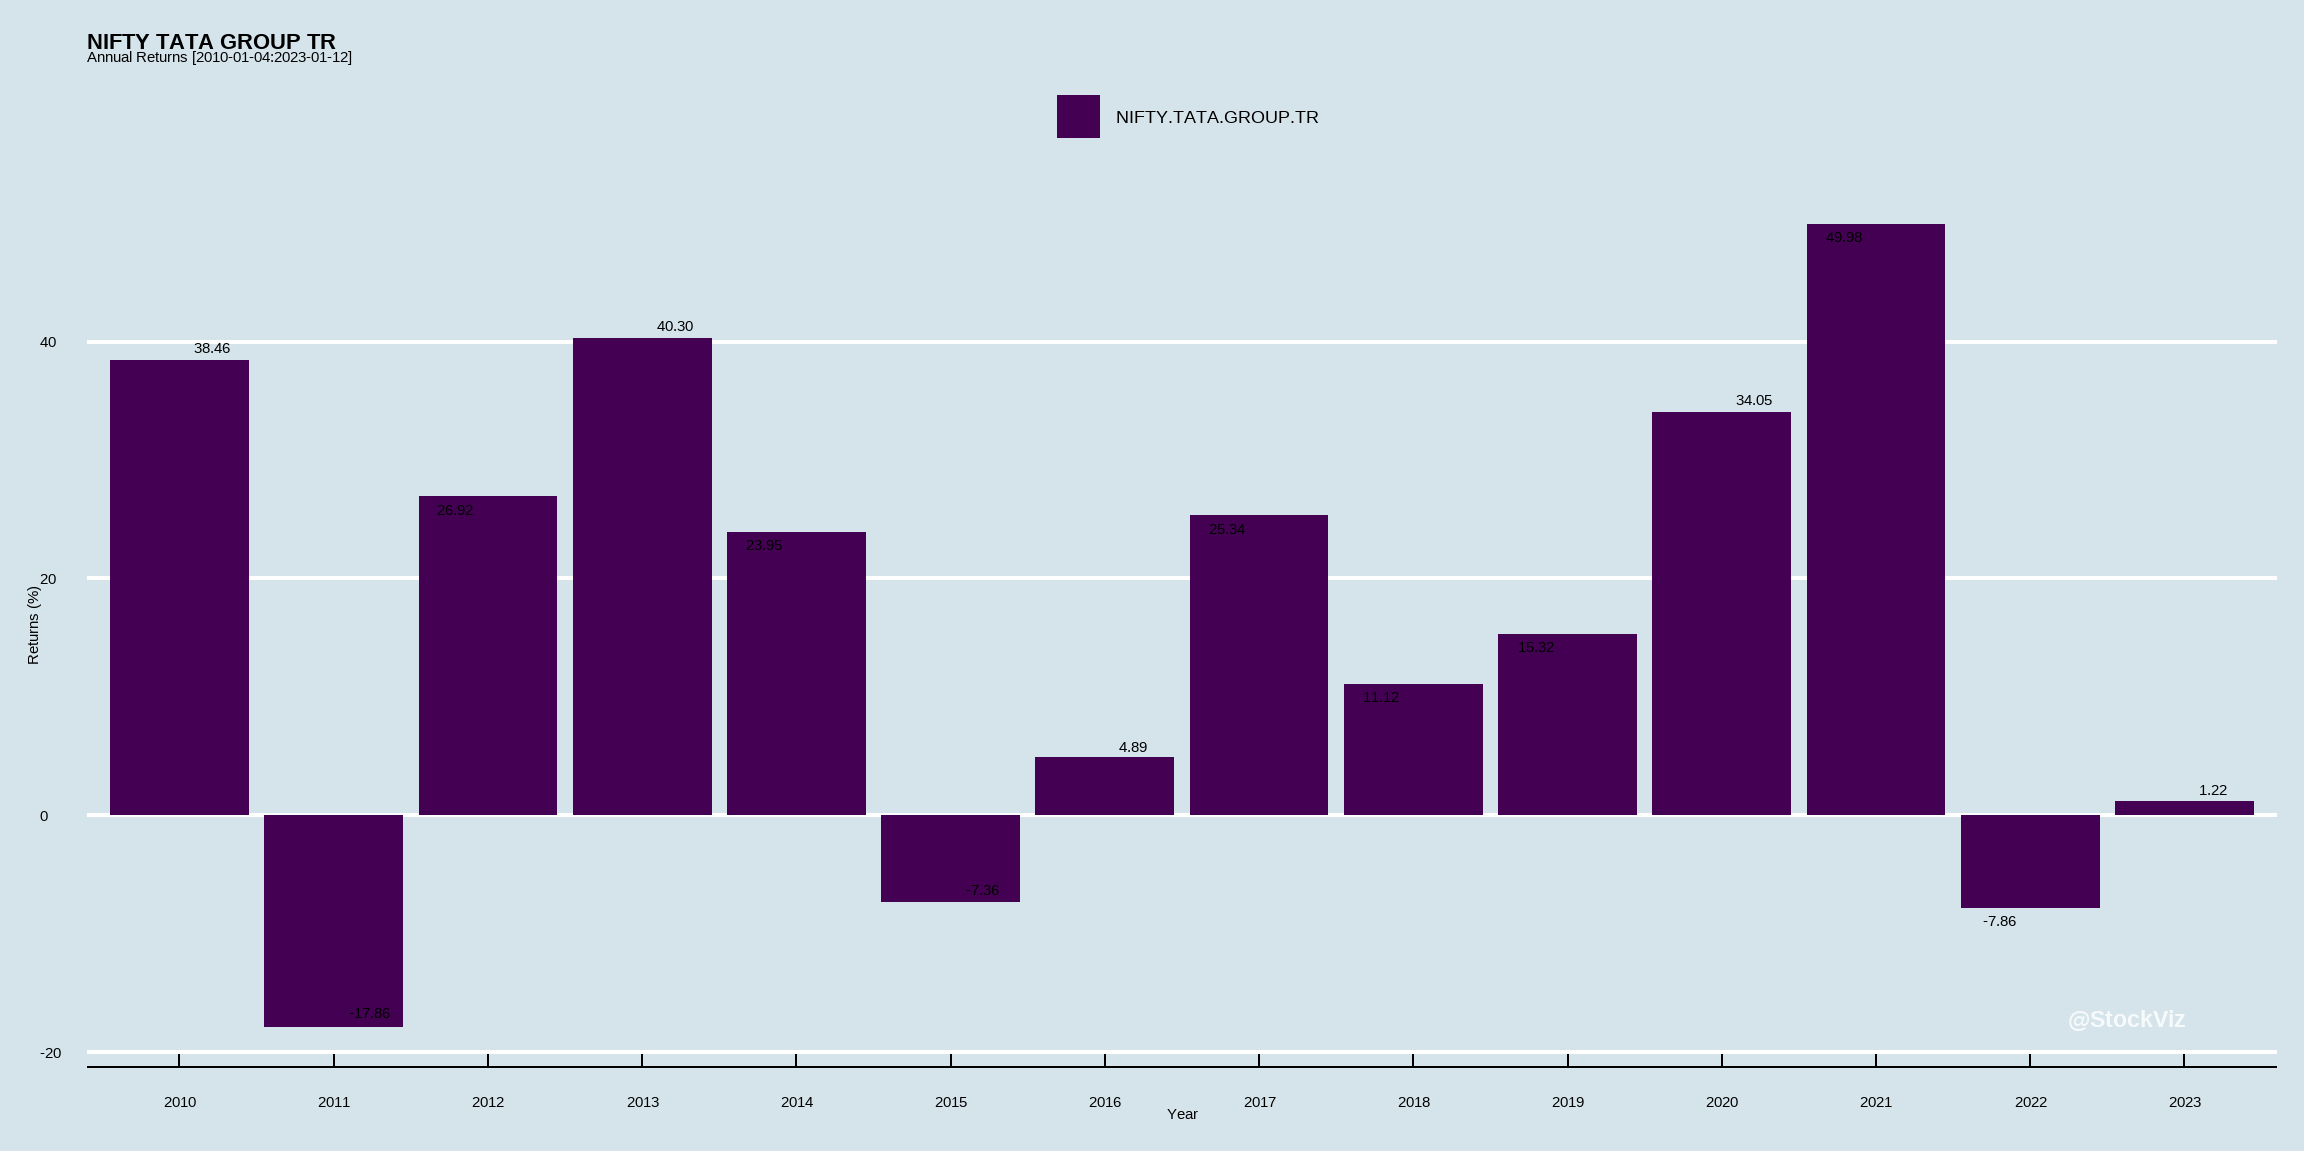 NIFTY TATA GROUP TR
Annual Returns [2010-01-04:2023-01-12]
NIFTY.TATA.GROUP.TR
49.98
40.30
40
38.46
34.05
26.92
25.34
23.95
20
Returns (%)
15.32
11.12
4.89
1.22
0
-7.36
-7.86
-17.86
@StockViz
-20
2010 2011 2012 2013 2014 2015 2016 2017 2018 2019 2020 2021 2022 2023
Year